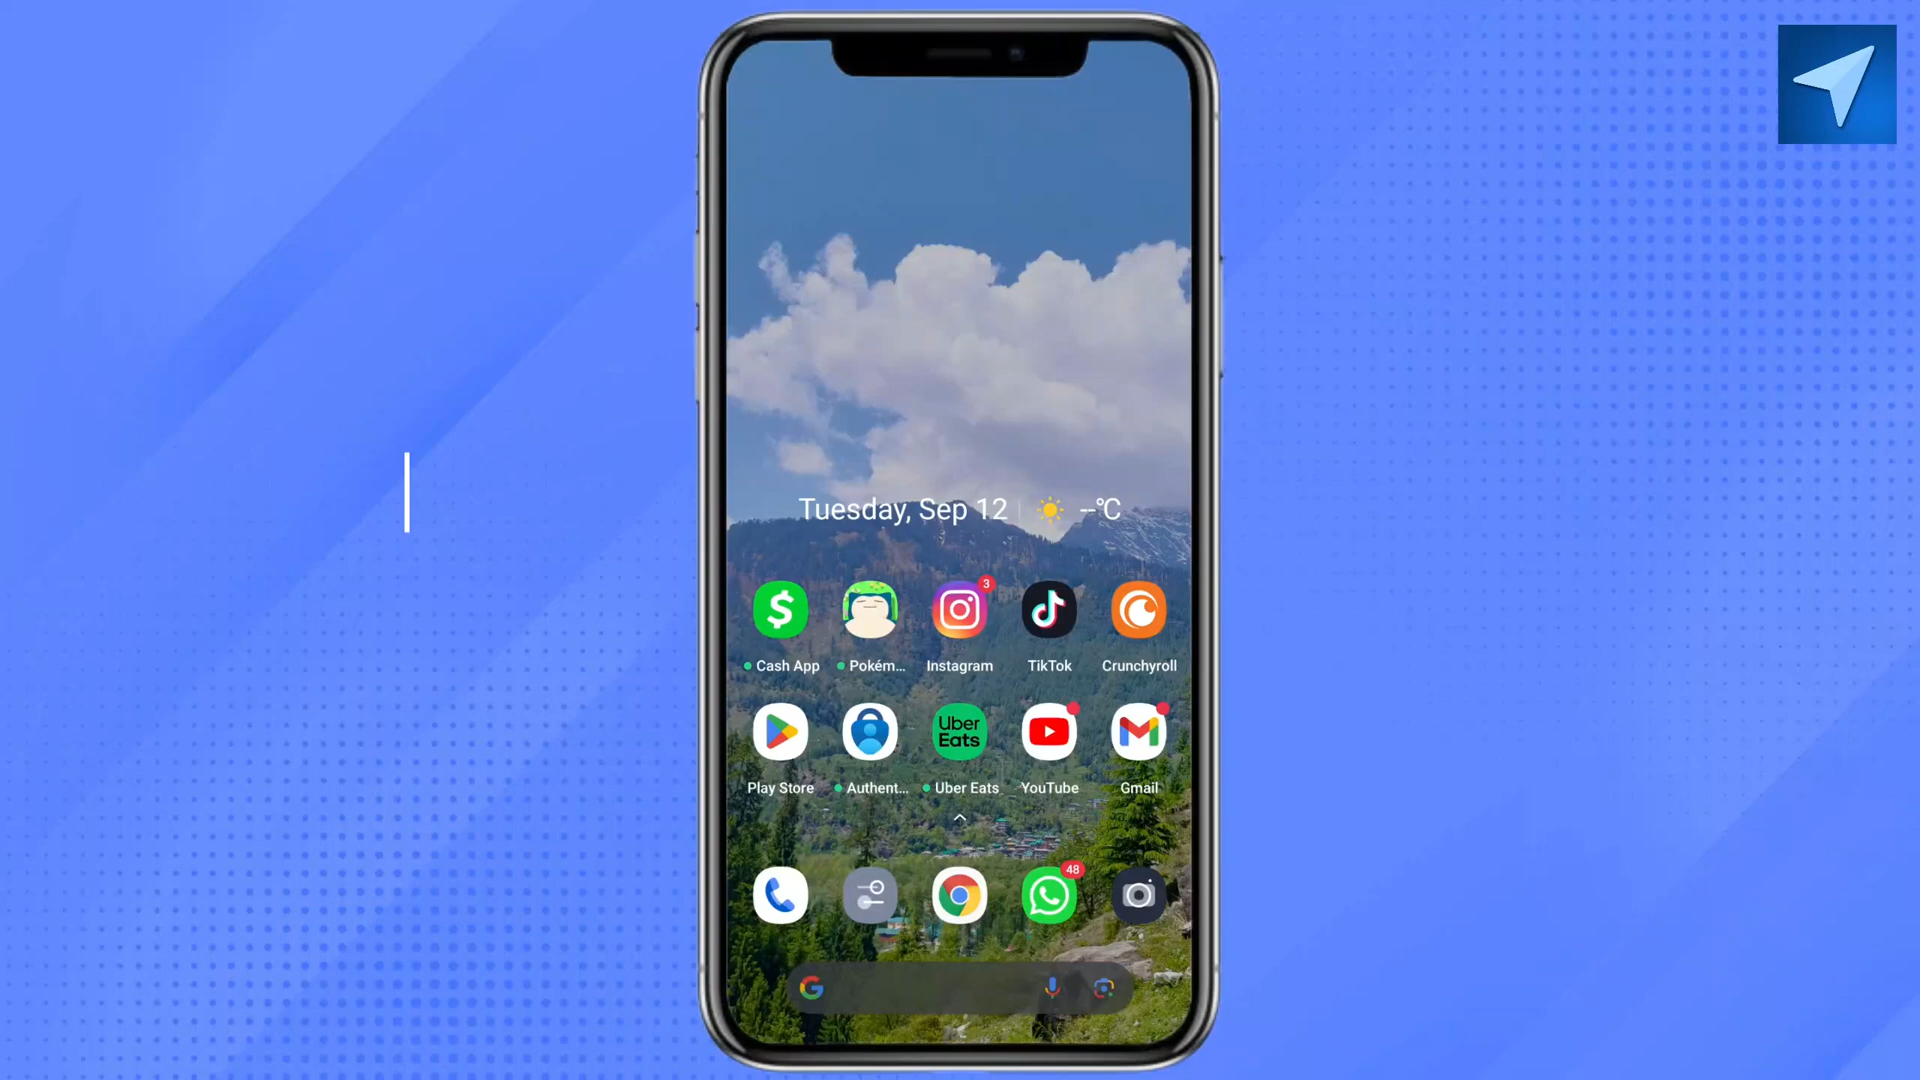 Tuesday, Sep 12 --°C
3
Cash App Pokém... Instagram TikTok Crunchyroll
Uber
Eats
Play Store Authent... Uber Eats YouTube Gmail
48